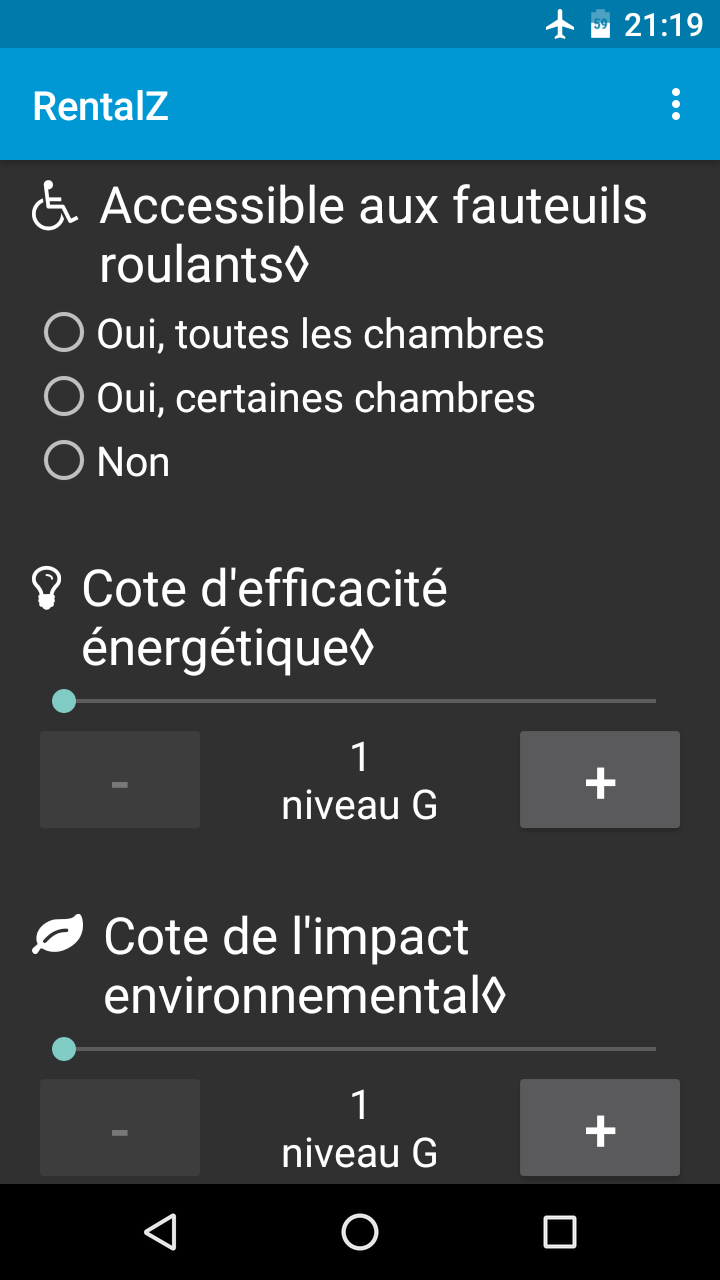 59 21:19
RentalZ
Accessible aux fauteuils
roulants◊
Oui, toutes les chambres
Oui, certaines chambres
Non
Cote d'efficacité
énergétique◊
- 1 +
niveau G
Cote de l'impact
environnemental◊
- 1 +
niveau G